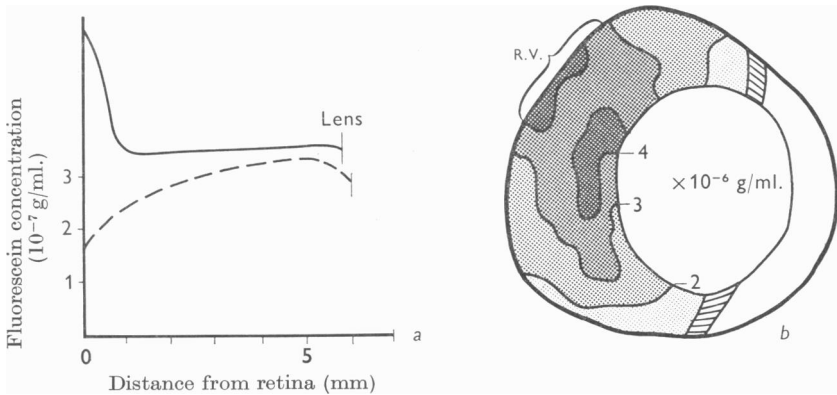 Fluorescein concentration
(10⁻⁷ g/ml.)
3
2
1
0
5
Distance from retina (mm)
Lens
a
R.V.
4
3
2
×10⁻⁶ g/ml.
b